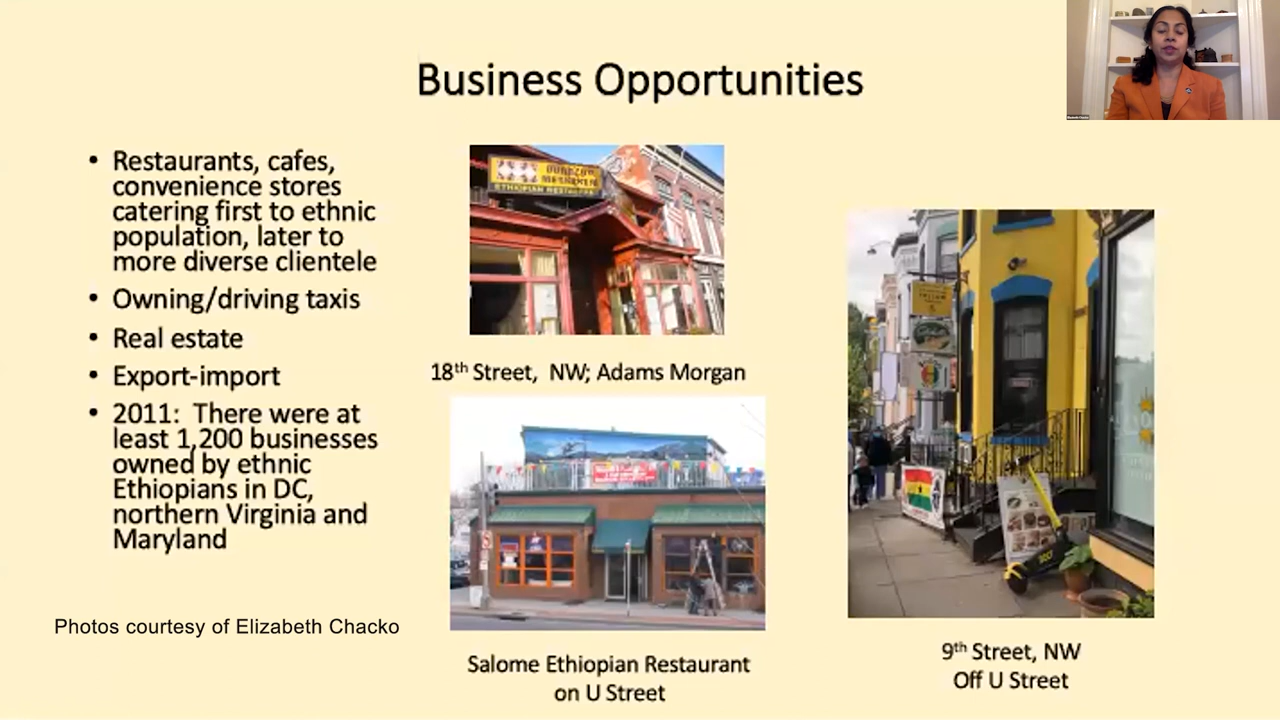 Business Opportunities
• Restaurants, cafes,
convenience stores
catering first to ethnic
population, later to
more diverse clientele
• Owning/driving taxis
• Real estate
• Export-import
• 2011: There were at
least 1,200 businesses
owned by ethnic
Ethiopians in DC,
northern Virginia and
Maryland
Photos courtesy of Elizabeth Chacko
ETHIOPIAN RESTAURANT
18th Street, NW; Adams Morgan
Salome Ethiopian Restaurant
on U Street
9th Street, NW
Off U Street